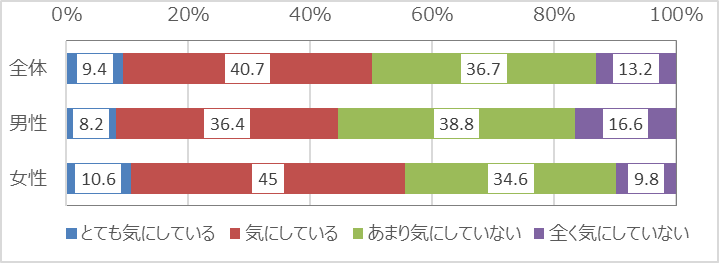 0% 20% 40% 60% 80% 100%
全体 9.4 40.7 36.7 13.2
男性 8.2 36.4 38.8 16.6
女性 10.6 45 34.6 9.8
とても気にしている 気にしている あまり気にしていない 全く気にしていない